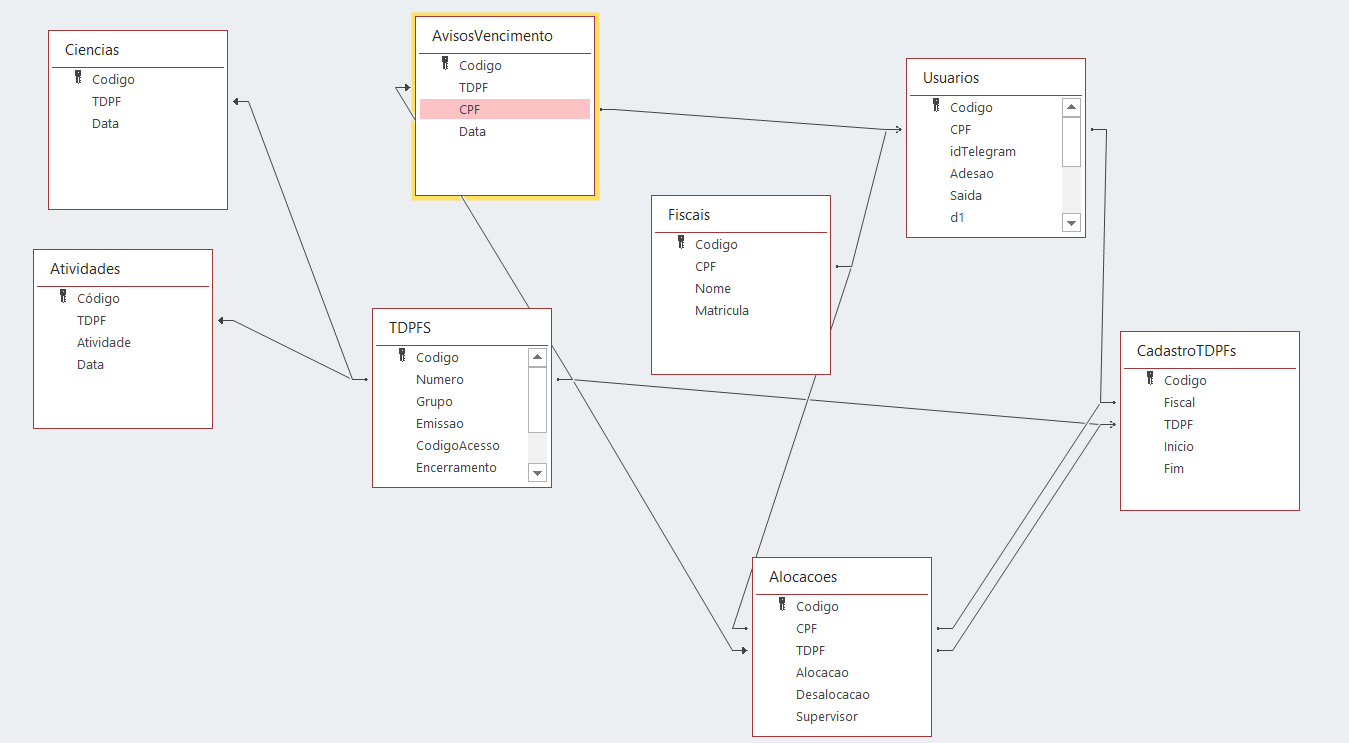 Ciencias
Codigo
TDPF
Data
AvisosVencimento
Codigo
TDPF
CPF
Data
Usuarios
Codigo
CPF
idTelegram
Adesao
Saida
d1
Fiscais
Codigo
CPF
Nome
Matricula
Atividades
Código
TDPF
Atividade
Data
TDPFS
Codigo
Numero
Grupo
Emissao
CodigoAcesso
Encerramento
CadastroTDPFs
Codigo
Fiscal
TDPF
Inicio
Fim
Alocacoes
Codigo
CPF
TDPF
Alocacao
Desalocacao
Supervisor